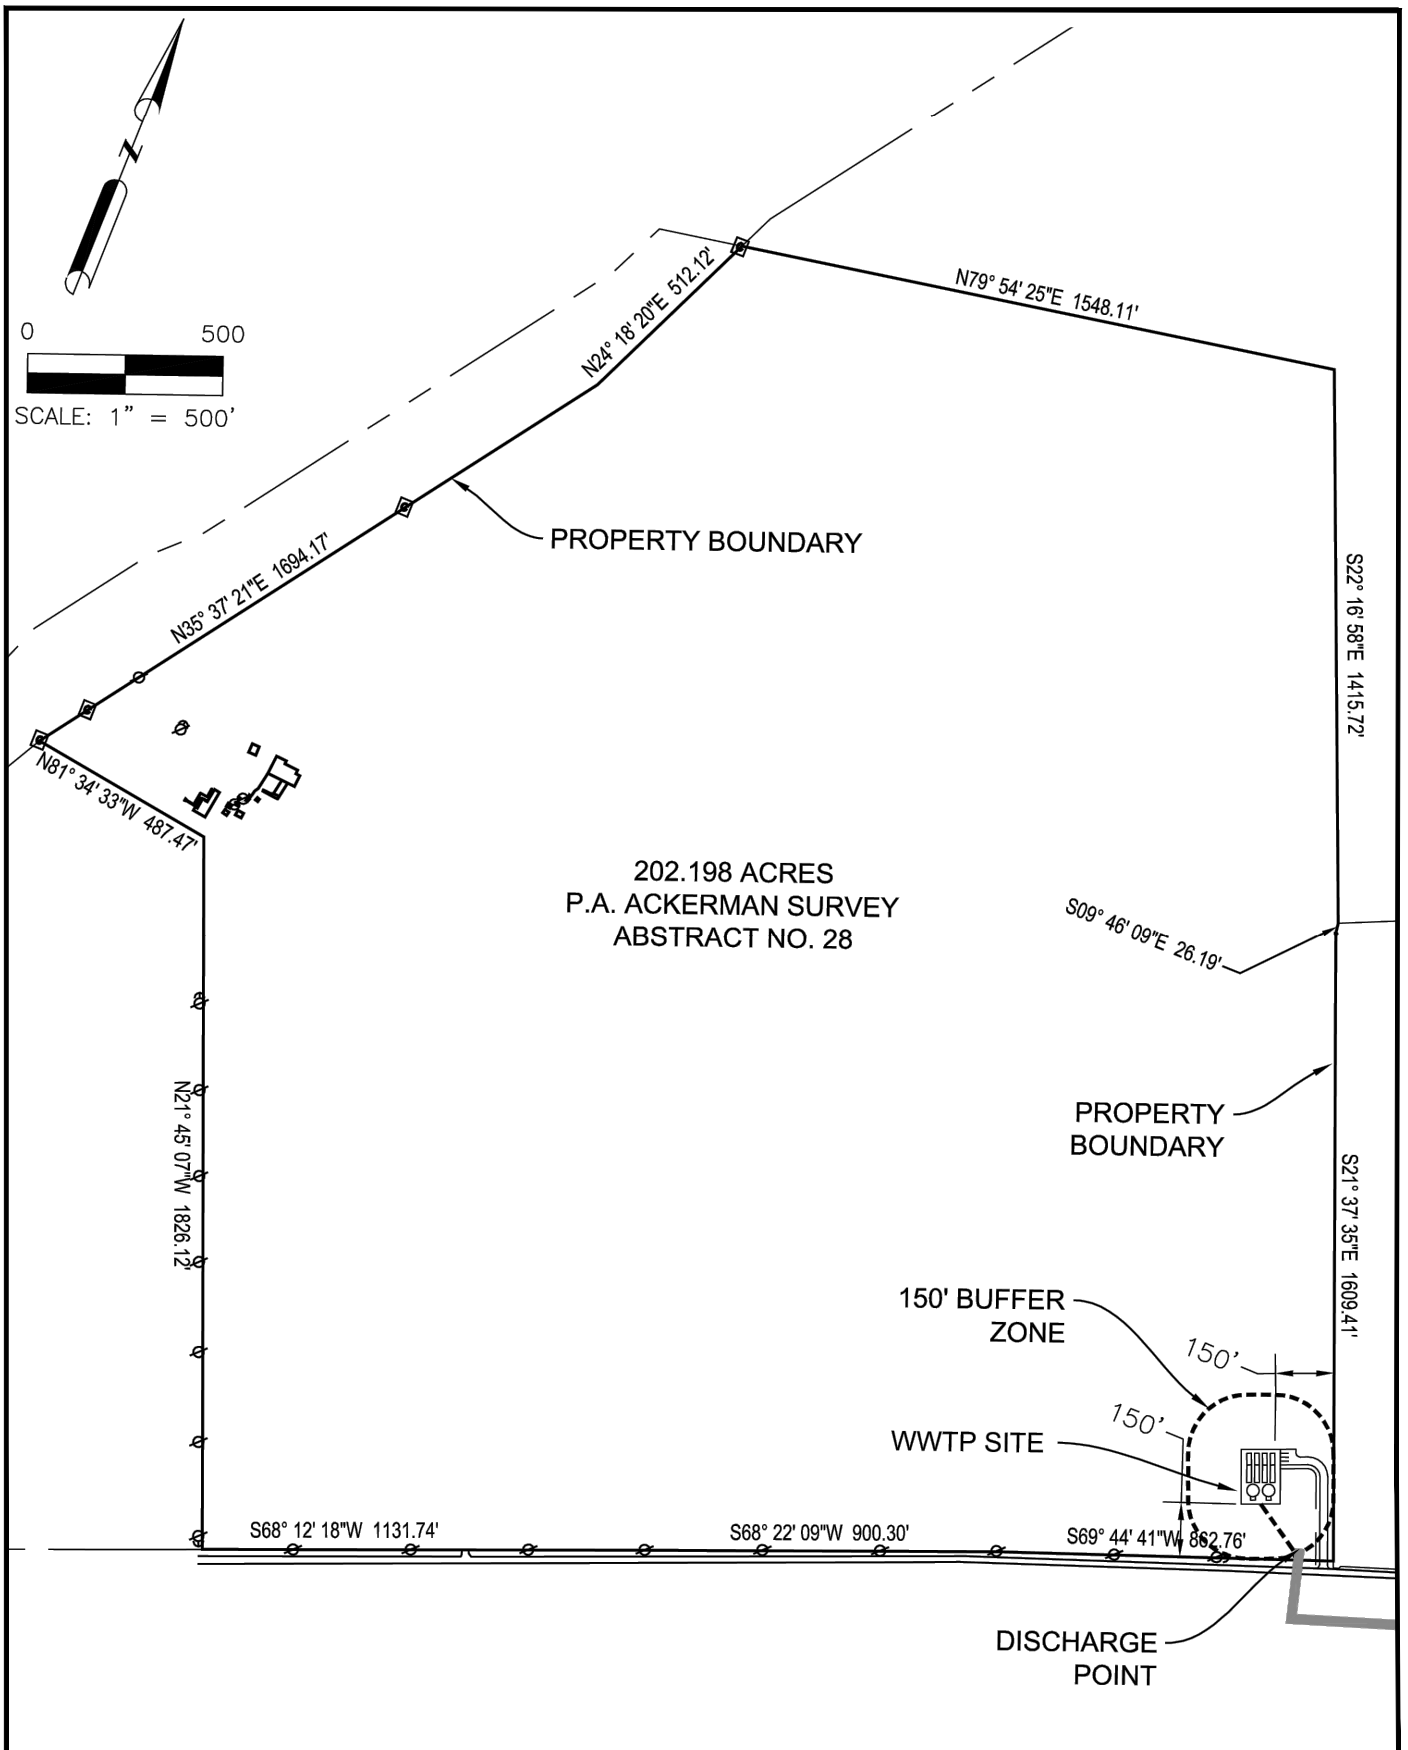 N
0 500
SCALE: 1" = 500'
N24° 18' 20"E 512.12'
N79° 54' 25"E 1548.11'
PROPERTY BOUNDARY
N35° 37' 21"E 1694.17'
S22° 16' 58"E 1415.72'
N81° 34' 33"W 487.47'
202.198 ACRES
P.A. ACKERMAN SURVEY
ABSTRACT NO. 28
S09° 46' 09"E 26.19'
N21° 45' 07"W 1826.12'
PROPERTY
BOUNDARY
S21° 37' 35"E 1609.41'
150' BUFFER
ZONE
150'
150'
WWTP SITE
S68° 12' 18"W 1131.74'
S68° 22' 09"W 900.30'
S69° 44' 41"W 862.76'
DISCHARGE
POINT